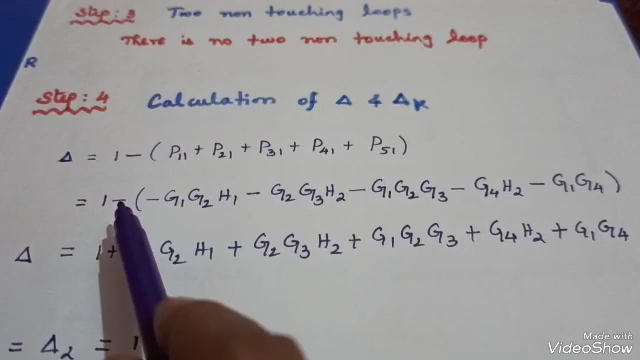 Step: 3 Two non touching loops
There is no two non touching loop
R
Step: 4 Calculation of Δ & ΔK
Δ = 1 - (P11 + P21 + P31 + P41 + P51)
= 1 - (-G1G2H1 - G2G3H2 - G1G2G3 - G4H2 - G1G4)
Δ = 1+ G2H1 + G2G3H2 + G1G2G3 + G4H2 + G1G4
= Δ2 = 1
Made with
VideoShow